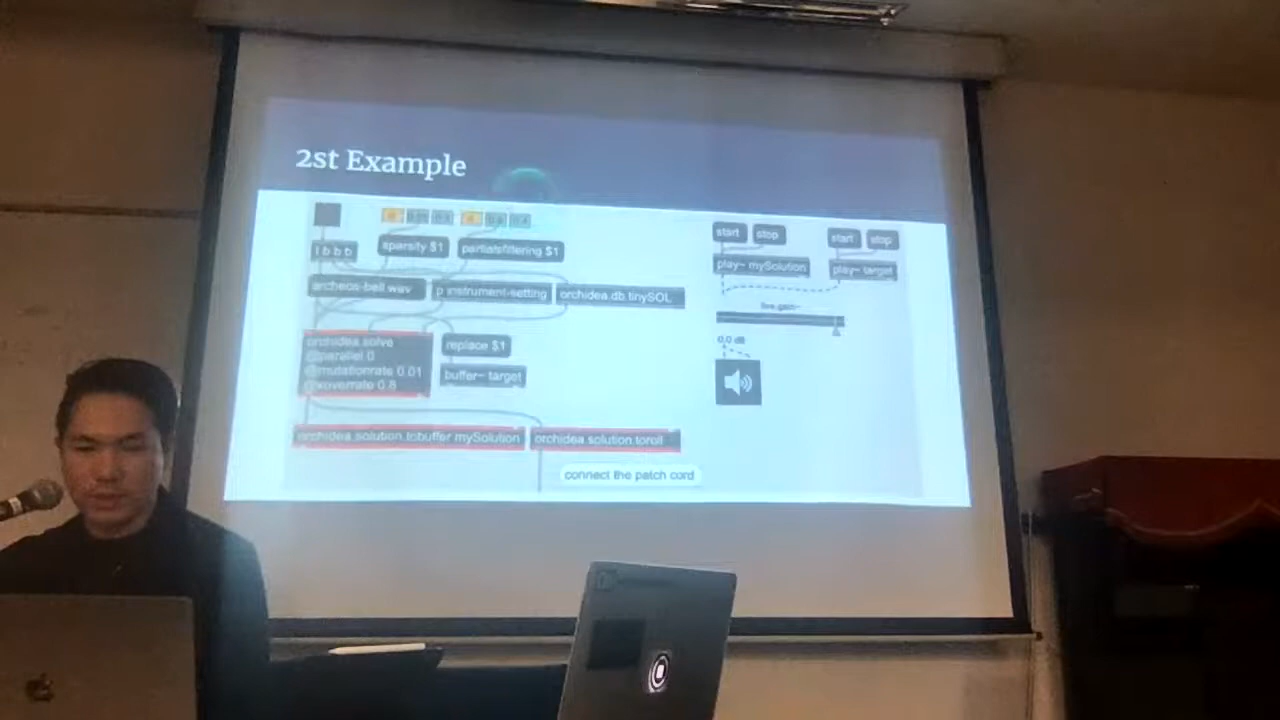 2st Example
t b b b
sparsity $1
partialsfiltering $1
archeos-bell.wav
p instrument-setting
orchidea.db.tinySOL
orchidea.solve
@parallel 0
@mutationrate 0.01
@xoverrate 0.8
replace $1
buffer~ target
orchidea.solution.tobuffer mySolution
orchidea.solution.toroll
connect the patch cord
start
stop
start
stop
play~ mySolution
play~ target
live.gain~
0.0 dB